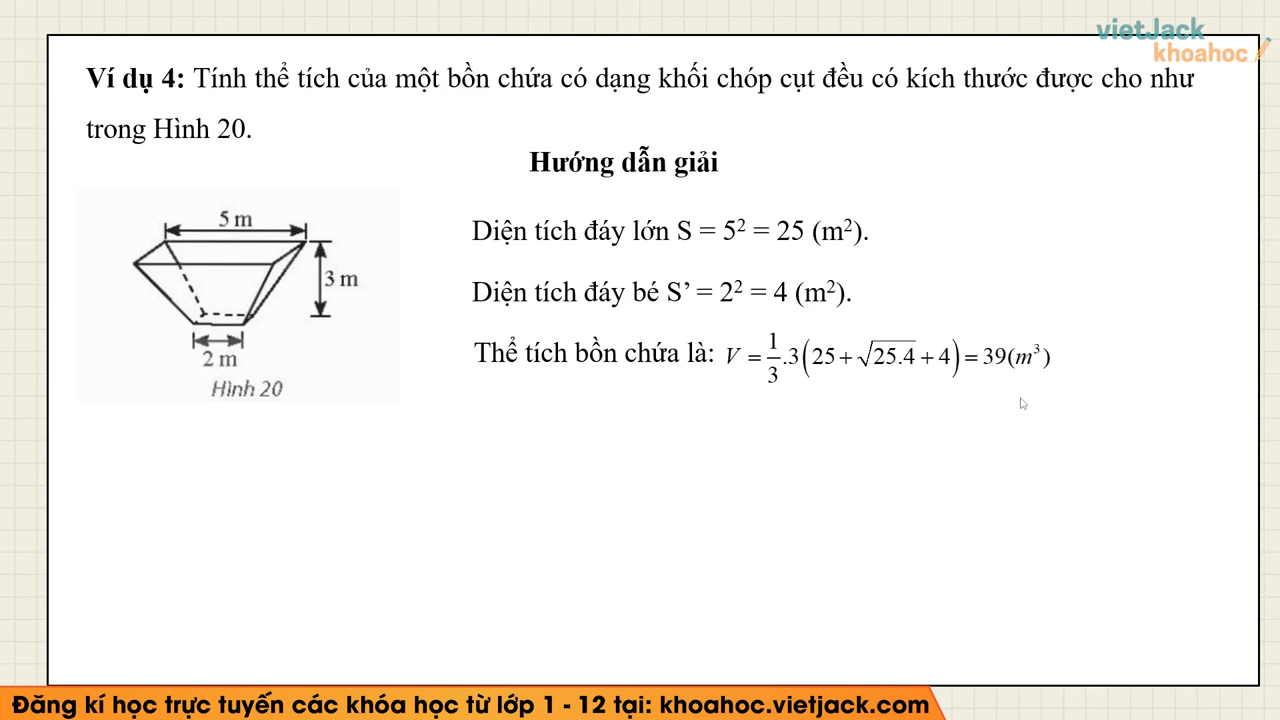 vietJack
khoahoc
Ví dụ 4: Tính thể tích của một bồn chứa có dạng khối chóp cụt đều có kích thước được cho như
trong Hình 20.
Hướng dẫn giải
5 m
3 m
2 m
Hình 20
Diện tích đáy lớn S = 5² = 25 (m²).
Diện tích đáy bé S’ = 2² = 4 (m²).
Thể tích bồn chứa là: V = 1/3 .3(25 + √25.4 + 4) = 39(m³)
Đăng kí học trực tuyến các khóa học từ lớp 1 - 12 tại: khoahoc.vietjack.com